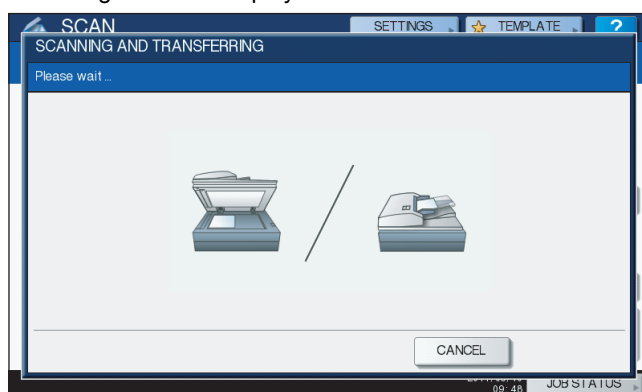 SCAN
SETTINGS TEMPLATE ?
SCANNING AND TRANSFERRING
Please wait ...
CANCEL
09:48 JOB STATUS